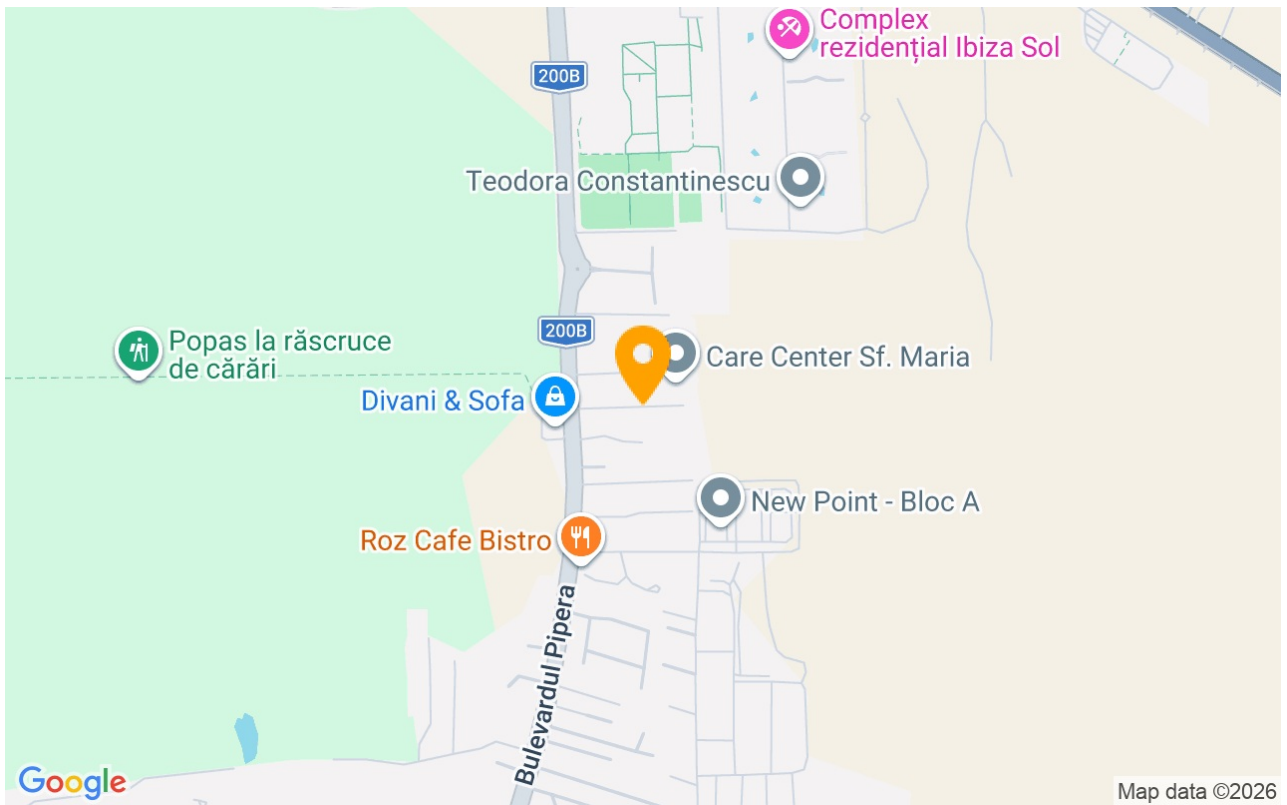 Complex
rezidențial Ibiza Sol
200B
Teodora Constantinescu
200B
Popas la răscruce
de cărări
Care Center Sf. Maria
Divani & Sofa
New Point - Bloc A
Roz Cafe Bistro
Bulevardul Pipera
Google
Map data ©2026